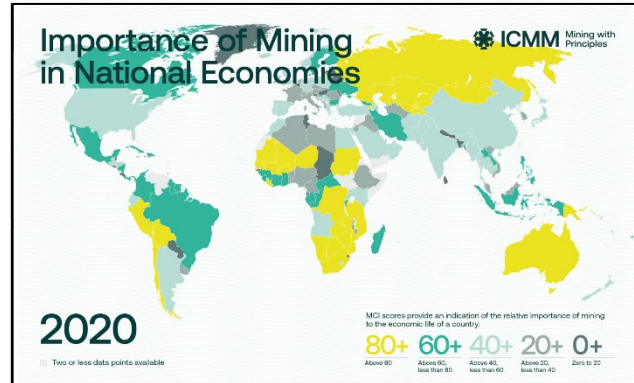 Importance of Mining
in National Economies
ICMM Mining with
Principles
2020
Two or less data points available
MCI scores provide an indication of the relative importance of mining
to the economic life of a country.
80+ 60+ 40+ 20+ 0+
Above 80 Above 60, Above 40, Above 20, Zero to 20
less than 80 less than 60 less than 40